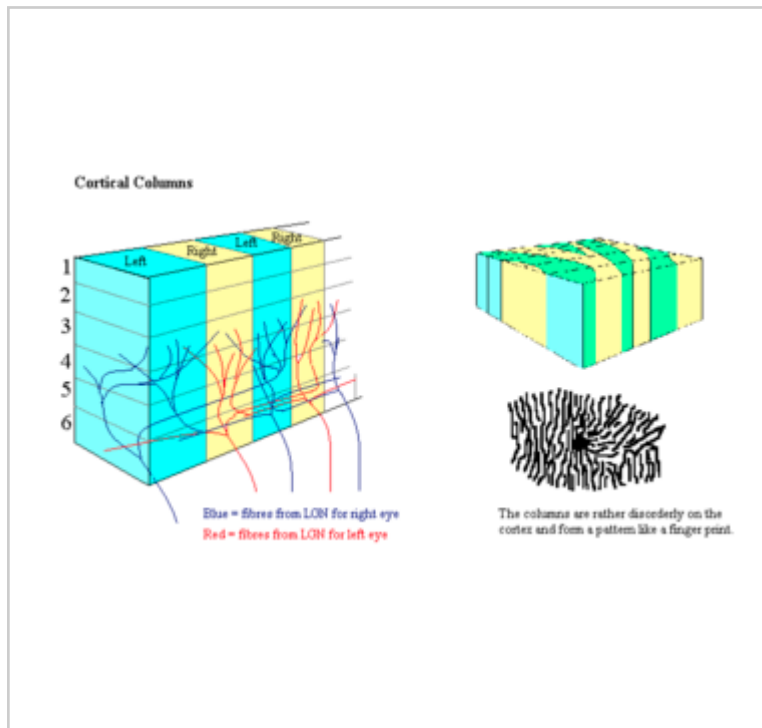 Cortical Columns
Left
Right
Left
Right
1
2
3
4
5
6
Blue = fibres from LGN for right eye
Red = fibres from LGN for left eye
The columns are rather disorderly on the
cortex and form a pattern like a finger print.